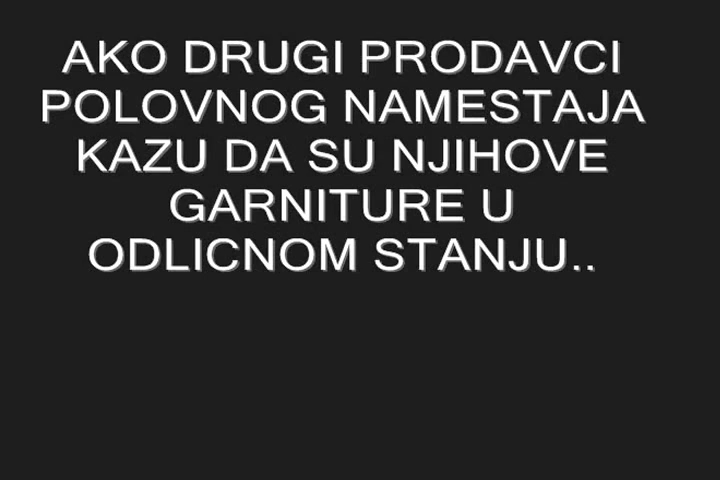 AKO DRUGI PRODAVCI
POLOVNOG NAMESTAJA
KAZU DA SU NJIHOVE
GARNITURE U
ODLICNOM STANJU..